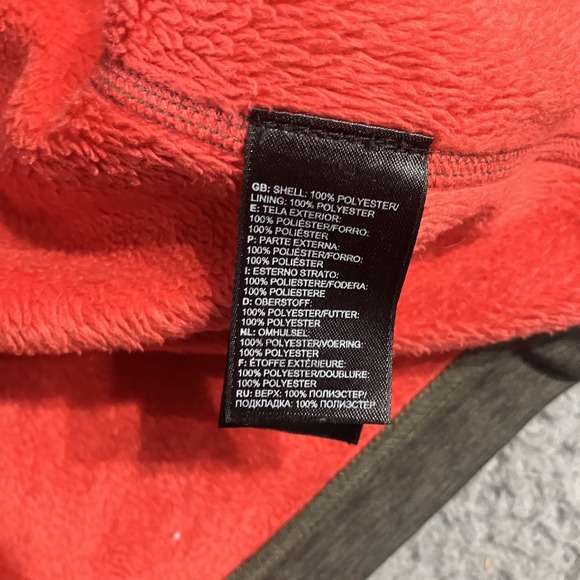 GB: SHELL: 100% POLYESTER/
LINING: 100% POLYESTER
E: TELA EXTERIOR:
100% POLIÉSTER/FORRO:
100% POLIÉSTER
P: PARTE EXTERNA:
100% POLIÉSTER/FORRO:
100% POLIÉSTER
I: ESTERNO STRATO:
100% POLIESTERE/FODERA:
100% POLIESTERE
D: OBERSTOFF:
100% POLYESTER/FUTTER:
100% POLYESTER
NL: OMHULSEL:
100% POLYESTER/VOERING:
100% POLYESTER
F: ÉTOFFE EXTÉRIEURE:
100% POLYESTER/DOUBLURE:
100% POLYESTER
RU: ВЕРХ: 100% ПОЛИЭСТЕР/
ПОДКЛАДКА: 100% ПОЛИЭСТЕР